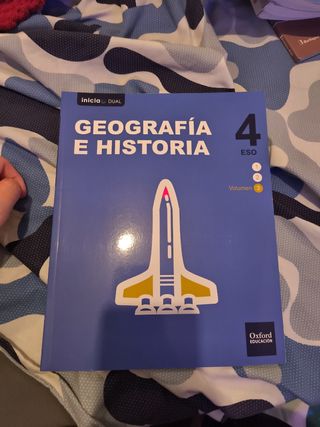 inicia DUAL
GEOGRAFÍA
E HISTORIA
4
ESO
1
2
Volumen 3
Oxford
EDUCACIÓN